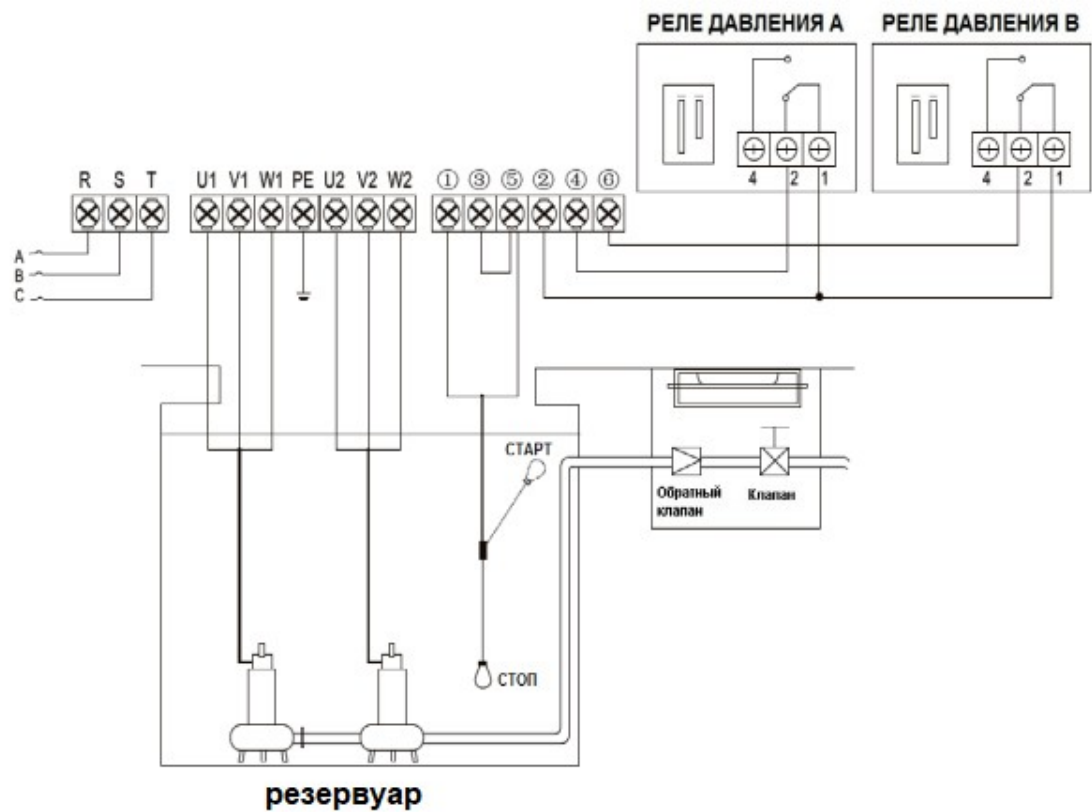 РЕЛЕ ДАВЛЕНИЯ А РЕЛЕ ДАВЛЕНИЯ В
4 2 1 4 2 1
R S T U1 V1 W1 PE U2 V2 W2 ① ③ ⑤ ② ④ ⑥
A
B
C
СТАРТ
Обратный клапан
Клапан
СТОП
резервуар